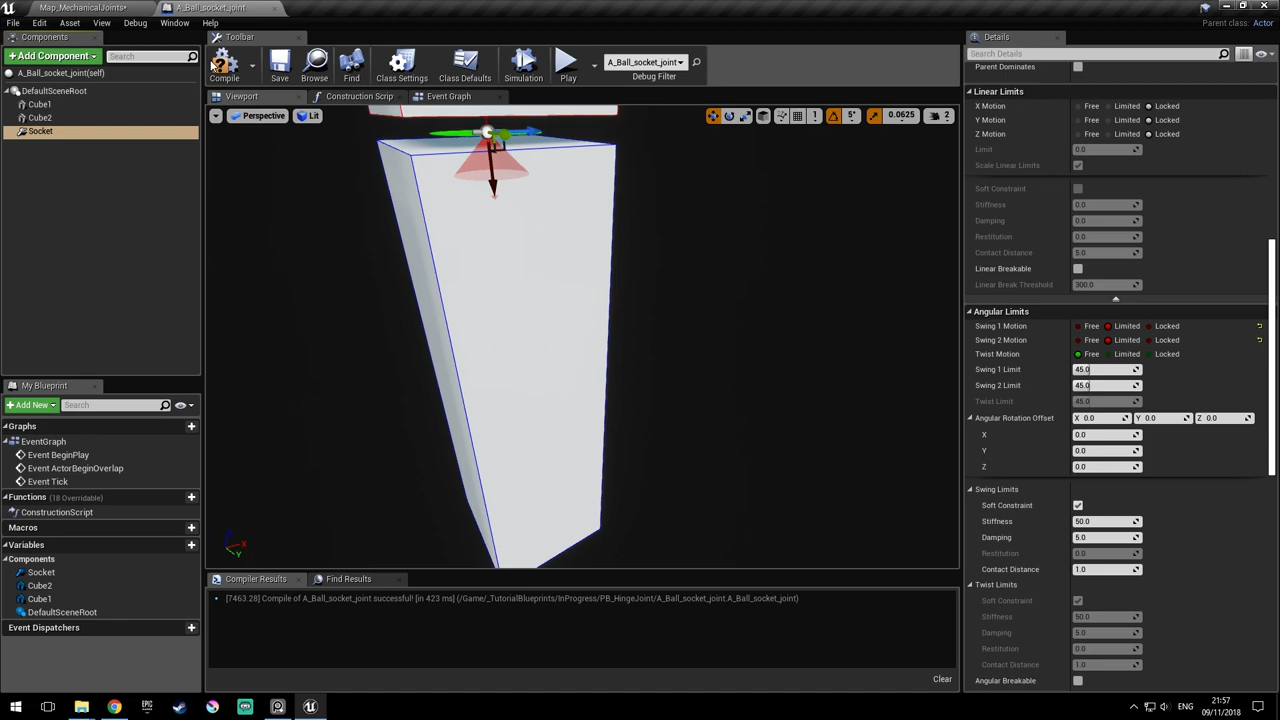 Map_MechanicalJoints*
A_Ball_socket_joint
File Edit Asset View Debug Window Help
Parent class: Actor
Components
Add Component
Search
A_Ball_socket_joint(self)
DefaultSceneRoot
Cube1
Cube2
Socket
Toolbar
Compile
Save
Browse
Find
Class Settings
Class Defaults
Simulation
Play
A_Ball_socket_joint
Debug Filter
Viewport
Construction Scrip
Event Graph
Perspective
Lit
1
5°
0.0625
2
X
Y
My Blueprint
Add New
Search
Graphs
EventGraph
Event BeginPlay
Event ActorBeginOverlap
Event Tick
Functions (18 Overridable)
ConstructionScript
Macros
Variables
Components
Socket
Cube2
Cube1
DefaultSceneRoot
Event Dispatchers
Compiler Results
Find Results
[7463.28] Compile of A_Ball_socket_joint successful! [in 423 ms] (/Game/_TutorialBlueprints/InProgress/PB_HingeJoint/A_Ball_socket_joint.A_Ball_socket_joint)
Clear
Details
Search Details
Parent Dominates
Linear Limits
X Motion Free Limited Locked
Y Motion Free Limited Locked
Z Motion Free Limited Locked
Limit 0.0
Scale Linear Limits
Soft Constraint
Stiffness 0.0
Damping 0.0
Restitution 0.0
Contact Distance 5.0
Linear Breakable
Linear Break Threshold 300.0
Angular Limits
Swing 1 Motion Free Limited Locked
Swing 2 Motion Free Limited Locked
Twist Motion Free Limited Locked
Swing 1 Limit 45.0
Swing 2 Limit 45.0
Twist Limit 45.0
Angular Rotation Offset X 0.0 Y 0.0 Z 0.0
X 0.0
Y 0.0
Z 0.0
Swing Limits
Soft Constraint
Stiffness 50.0
Damping 5.0
Restitution 0.0
Contact Distance 1.0
Twist Limits
Soft Constraint
Stiffness 50.0
Damping 5.0
Restitution 0.0
Contact Distance 1.0
Angular Breakable
EPIC
ENG
21:57
09/11/2018